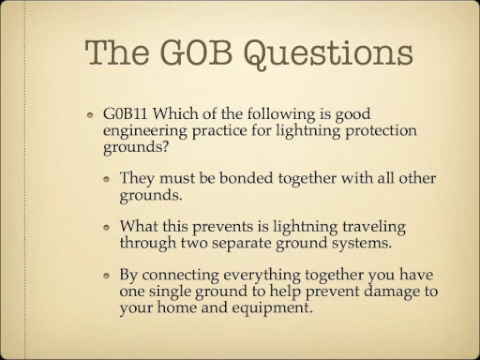 The GOB Questions
G0B11 Which of the following is good
engineering practice for lightning protection
grounds?
They must be bonded together with all other
grounds.
What this prevents is lightning traveling
through two separate ground systems.
By connecting everything together you have
one single ground to help prevent damage to
your home and equipment.